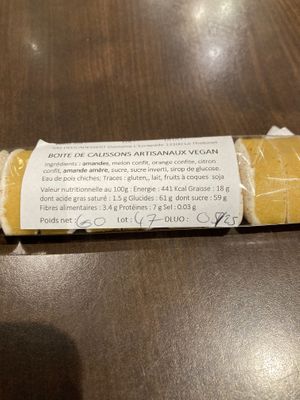 BOITE DE CALISSONS ARTISANAUX VEGAN
Ingrédients : amandes, melon confit, orange confite, citron
confit, amande amère, sucre, sucre inverti, sirop de glucose.
Eau de pois chiches; Traces : gluten, lait, fruits à coques soja
Valeur nutritionnelle au 100g : Energie : 441 Kcal Graisse : 18 g
dont acide gras saturé : 1.5 g Glucides : 61 g dont sucre : 59 g
Fibres alimentaires : 3.4 g Protéines : 7 g Sel : 0.03 g
Poids net : 60 Lot : 47 DLUO :